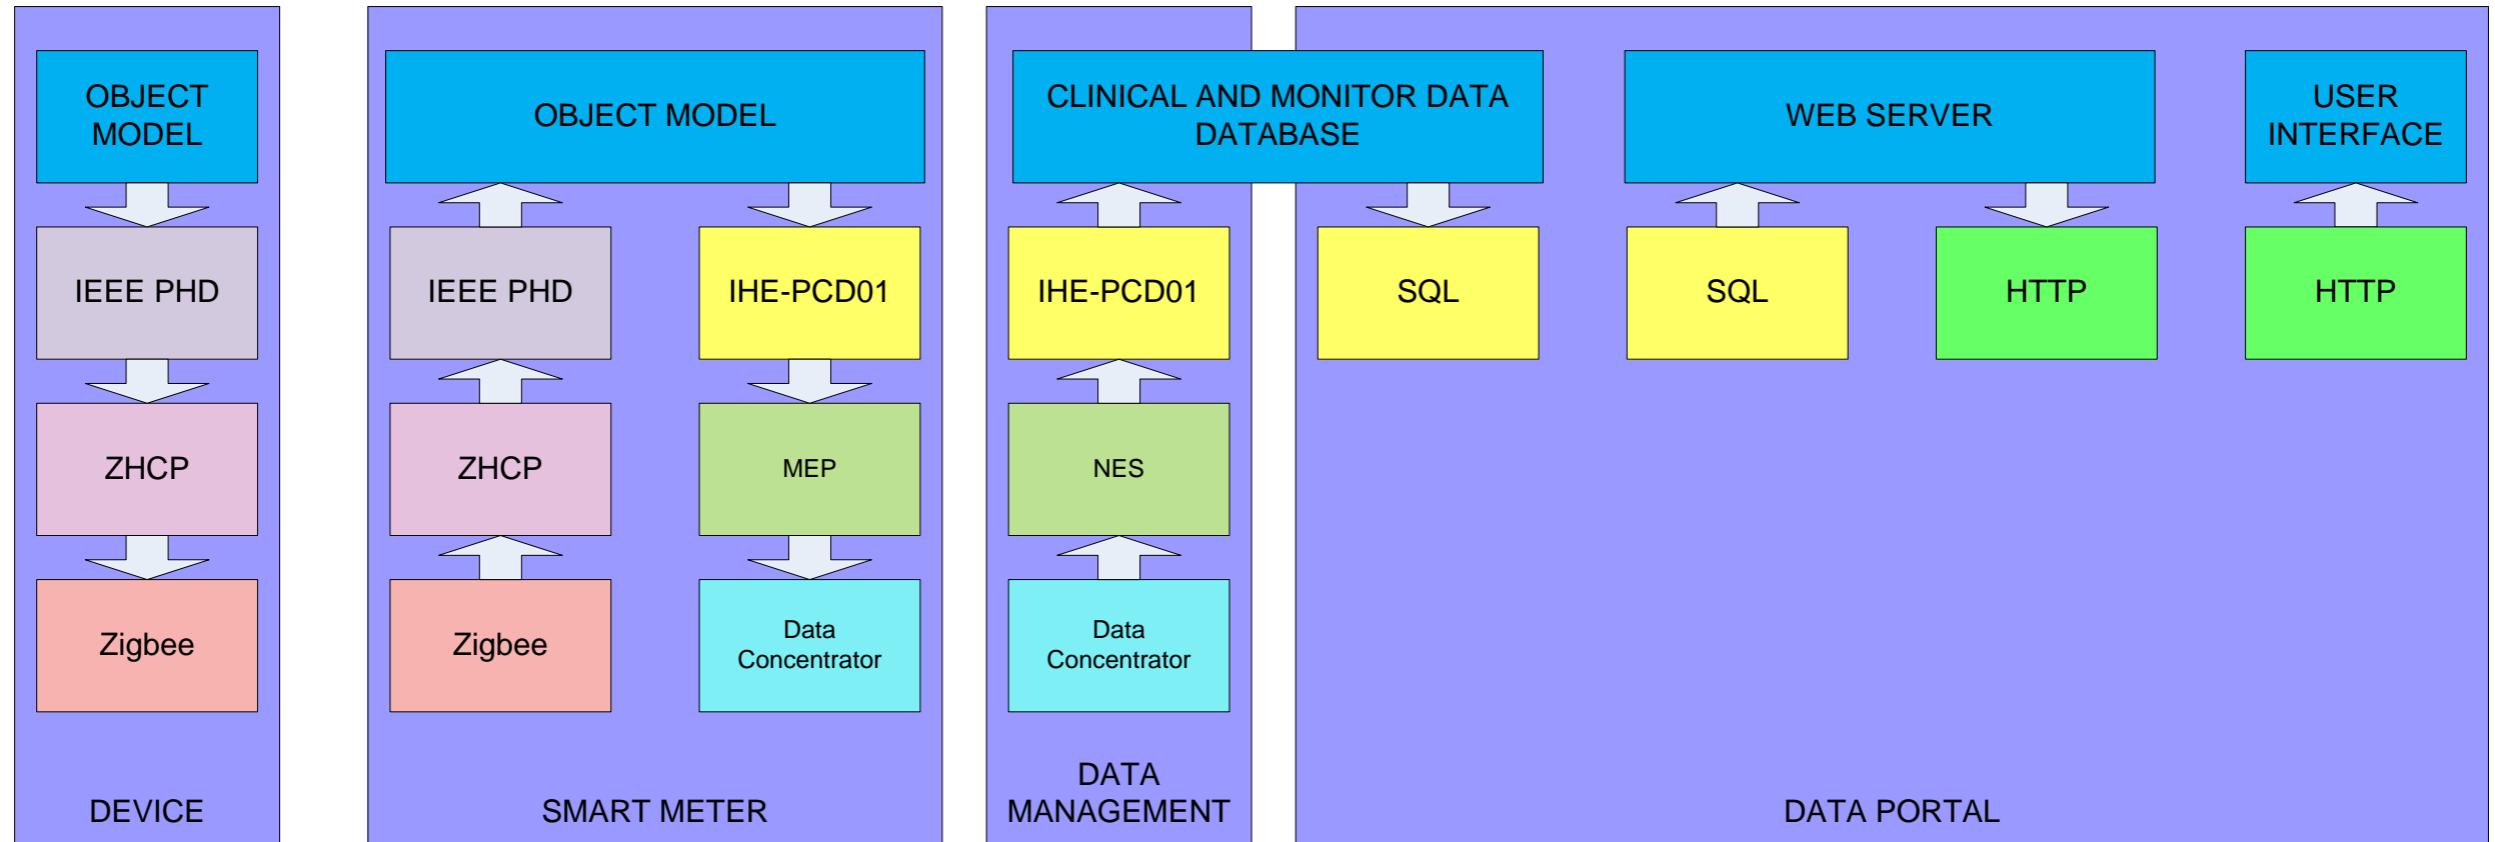 OBJECT
MODEL
IEEE PHD
ZHCP
Zigbee
DEVICE
OBJECT MODEL
IEEE PHD
IHE-PCD01
ZHCP
MEP
Zigbee
Data
Concentrator
SMART METER
CLINICAL AND MONITOR DATA
DATABASE
IHE-PCD01
NES
Data
Concentrator
DATA
MANAGEMENT
SQL
WEB SERVER
SQL
HTTP
USER
INTERFACE
HTTP
DATA PORTAL